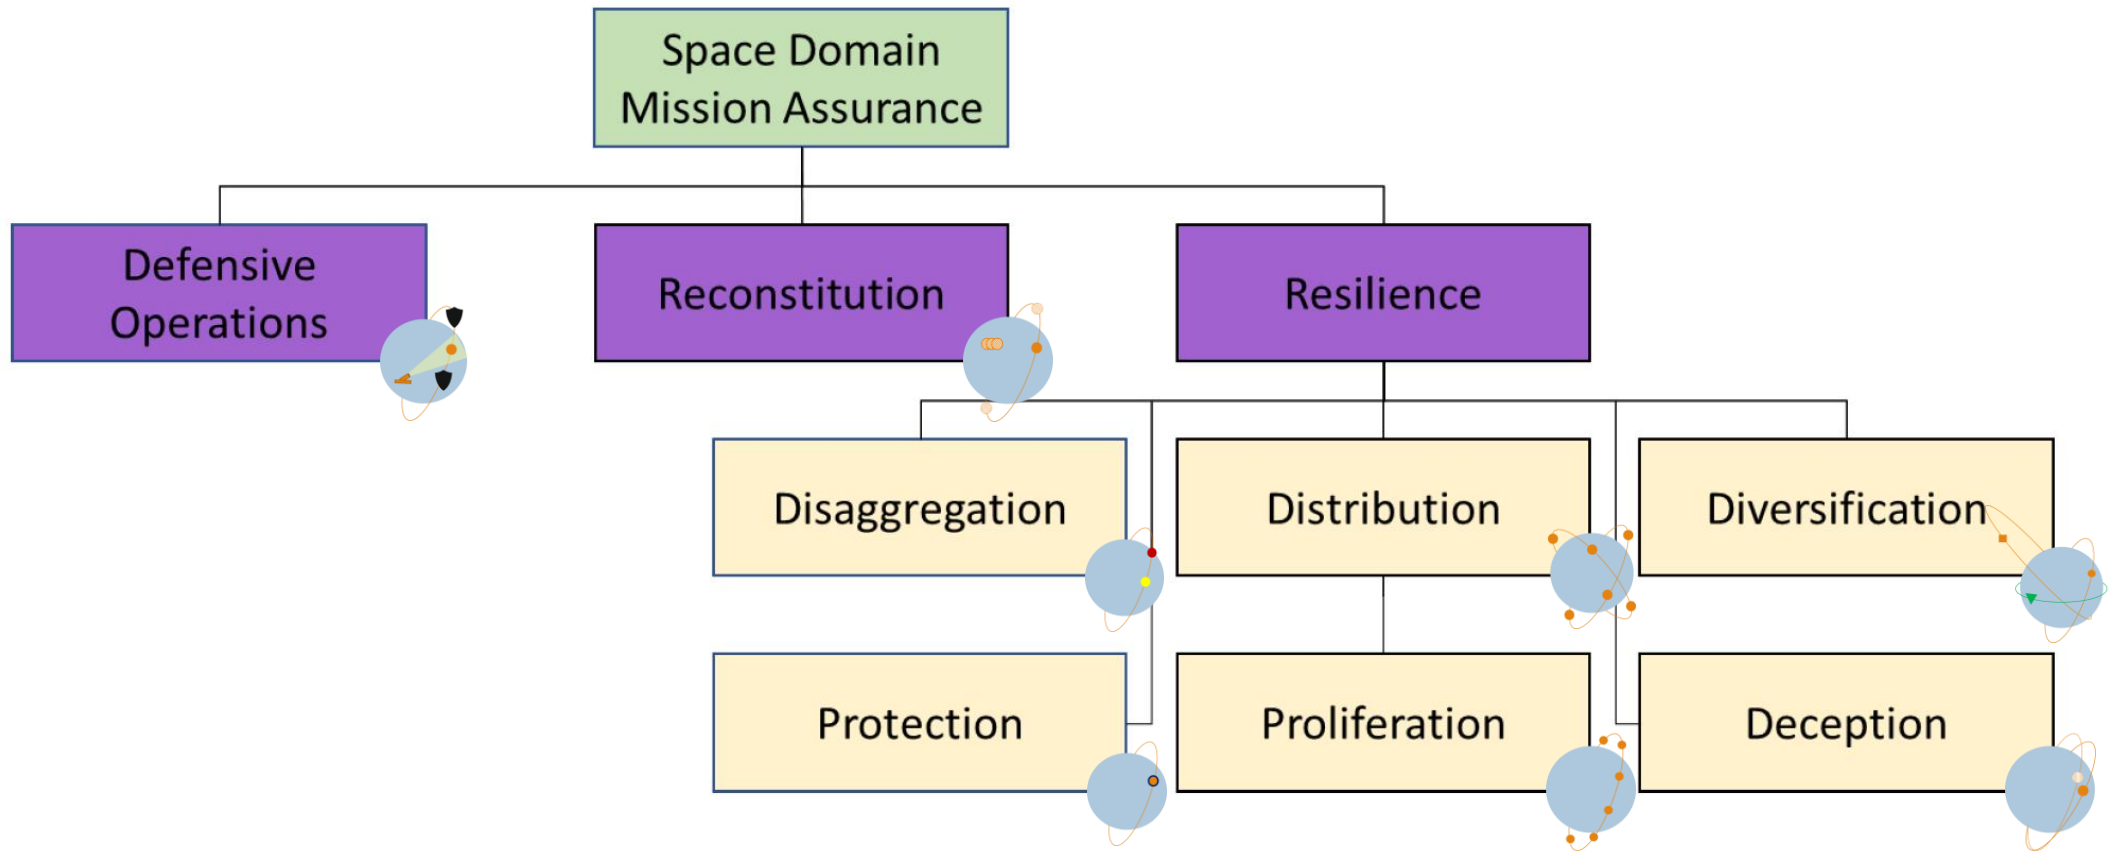 Space Domain
Mission Assurance
Defensive
Operations
Reconstitution
Resilience
Disaggregation
Distribution
Diversification
Protection
Proliferation
Deception